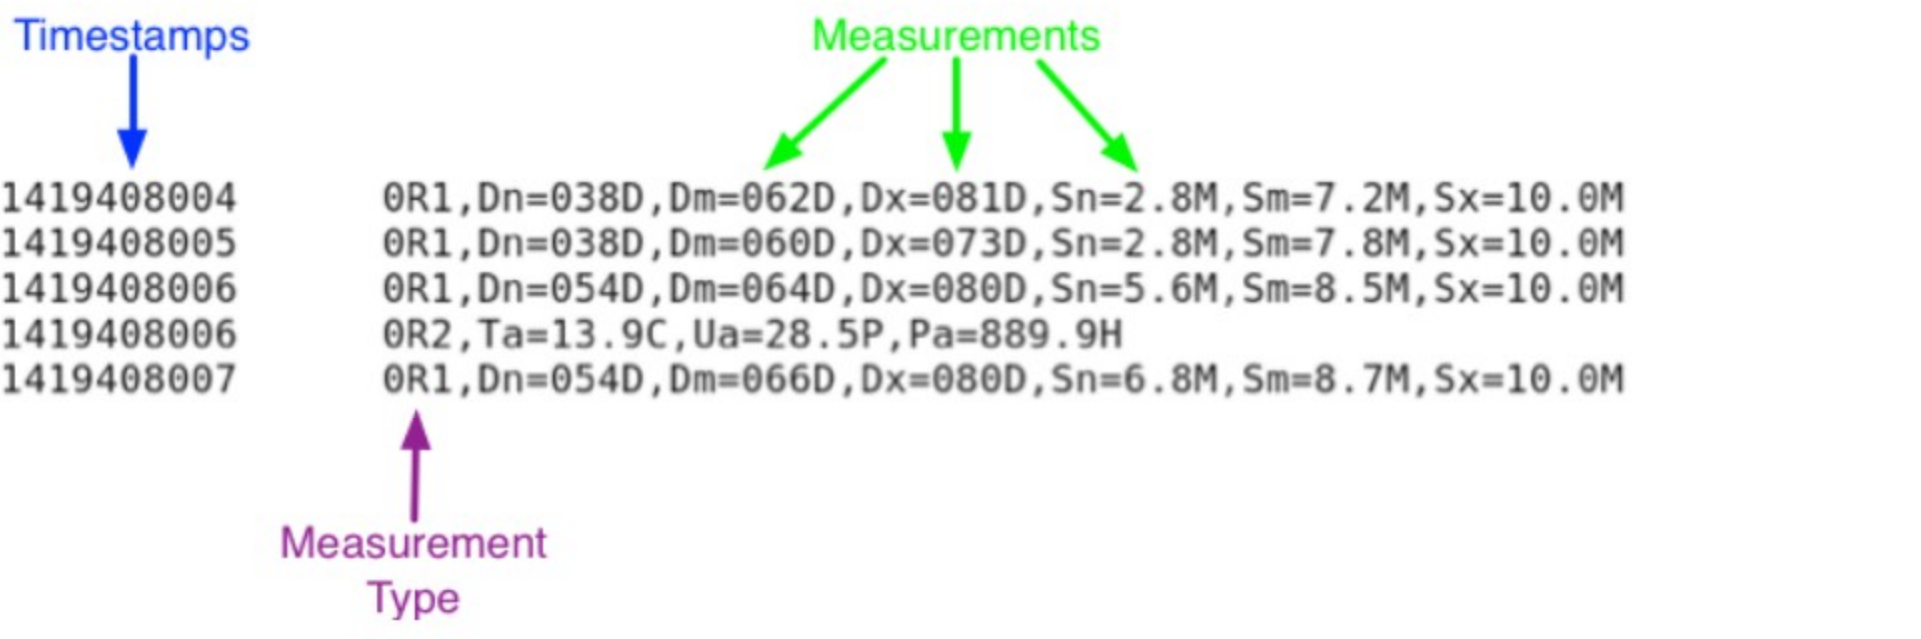 Timestamps Measurements
1419408004 0R1,Dn=038D,Dm=062D,Dx=081D,Sn=2.8M,Sm=7.2M,Sx=10.0M
1419408005 0R1,Dn=038D,Dm=060D,Dx=073D,Sn=2.8M,Sm=7.8M,Sx=10.0M
1419408006 0R1,Dn=054D,Dm=064D,Dx=080D,Sn=5.6M,Sm=8.5M,Sx=10.0M
1419408006 0R2,Ta=13.9C,Ua=28.5P,Pa=889.9H
1419408007 0R1,Dn=054D,Dm=066D,Dx=080D,Sn=6.8M,Sm=8.7M,Sx=10.0M
Measurement
Type